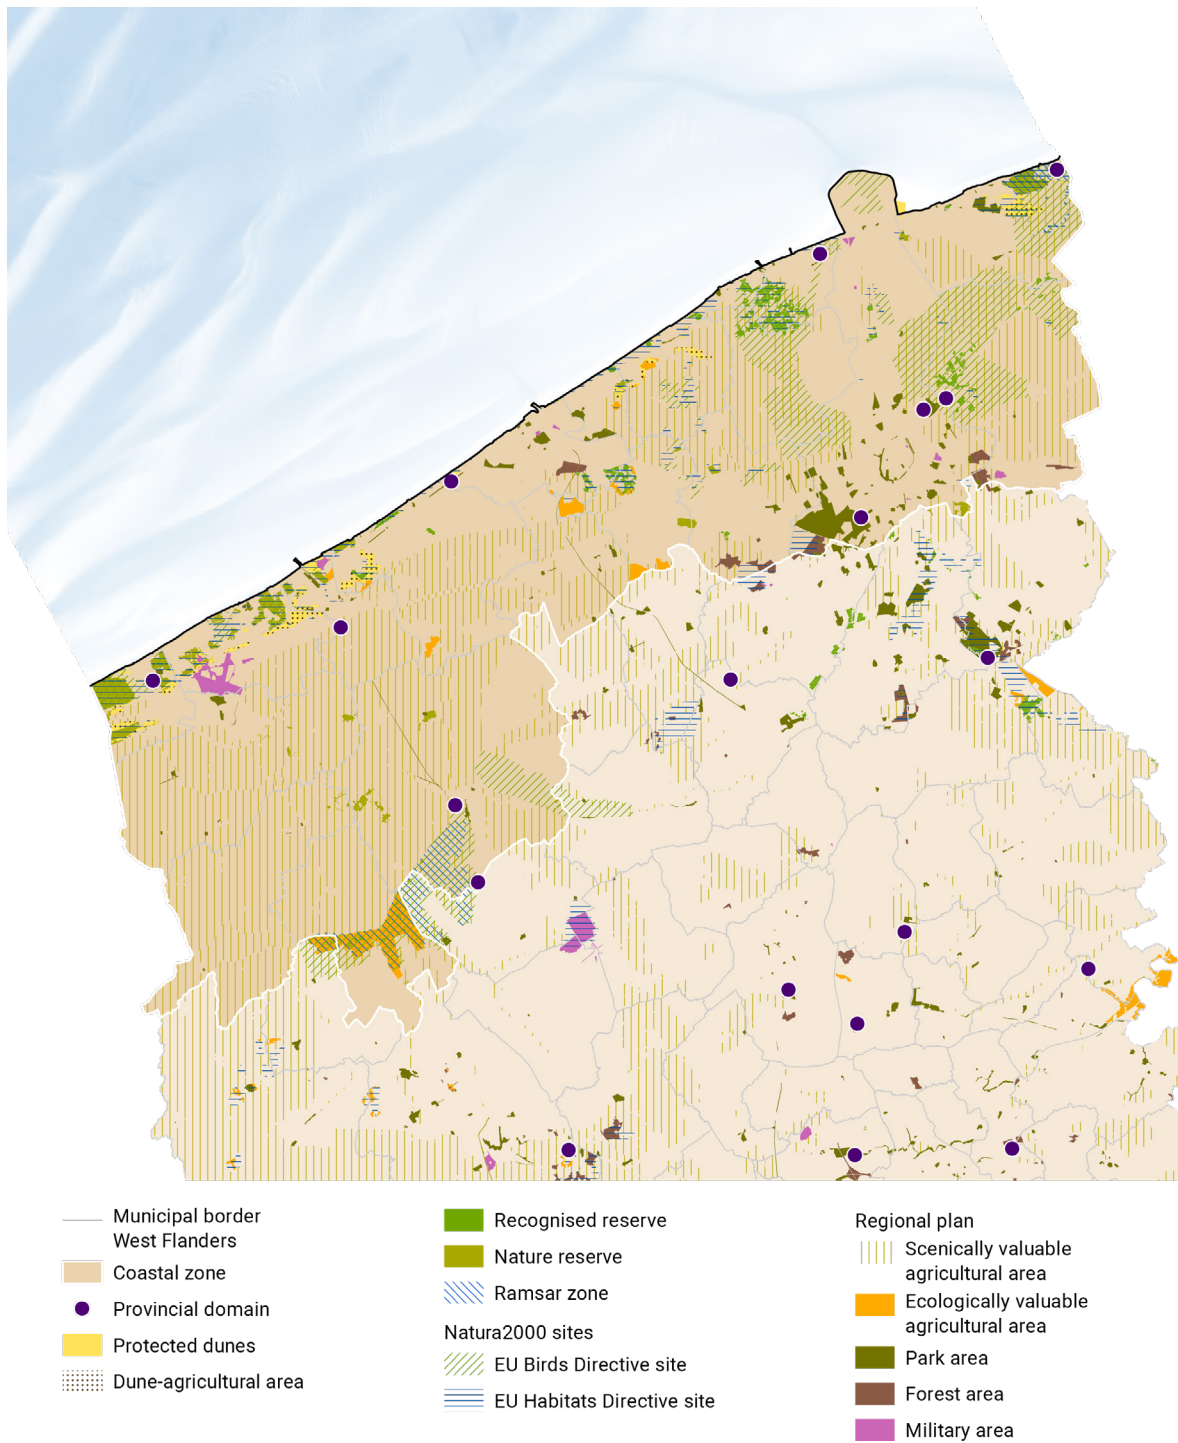 Municipal border
West Flanders
Coastal zone
Provincial domain
Protected dunes
Dune-agricultural area
Recognised reserve
Nature reserve
Ramsar zone
Natura2000 sites
EU Birds Directive site
EU Habitats Directive site
Regional plan
Scenically valuable
agricultural area
Ecologically valuable
agricultural area
Park area
Forest area
Military area